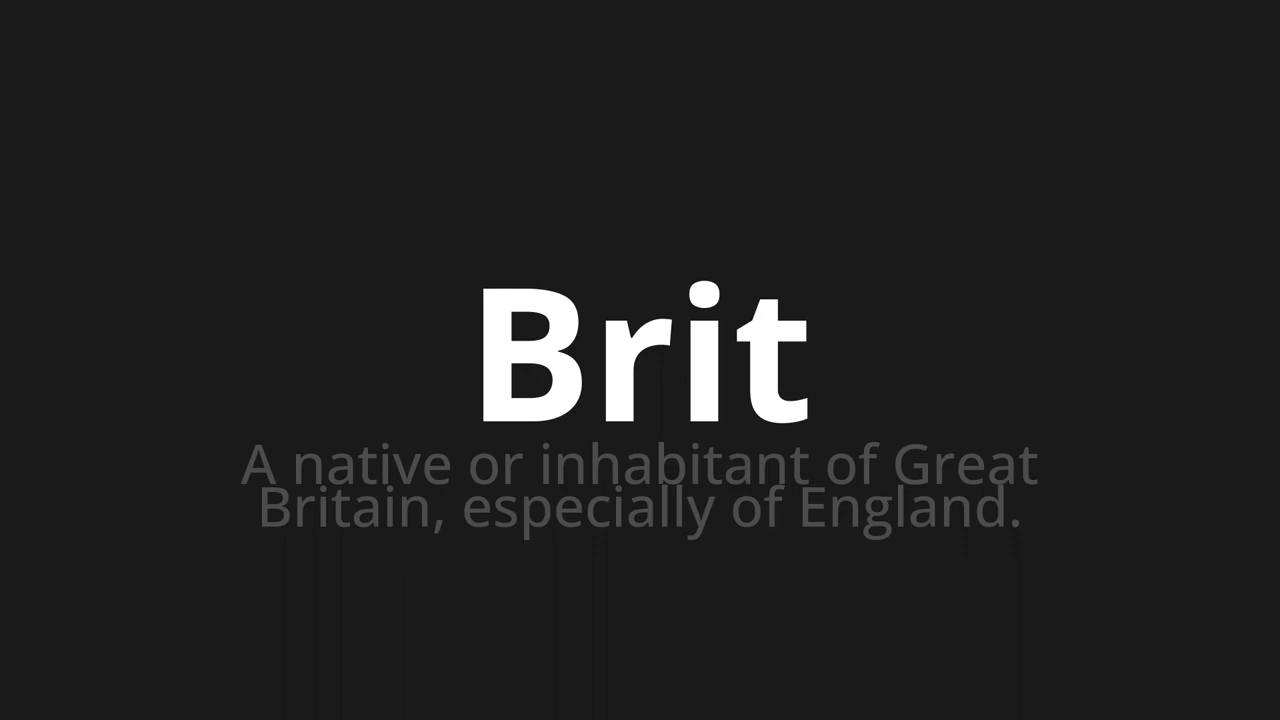 Brit
A native or inhabitant of Great
Britain, especially of England.